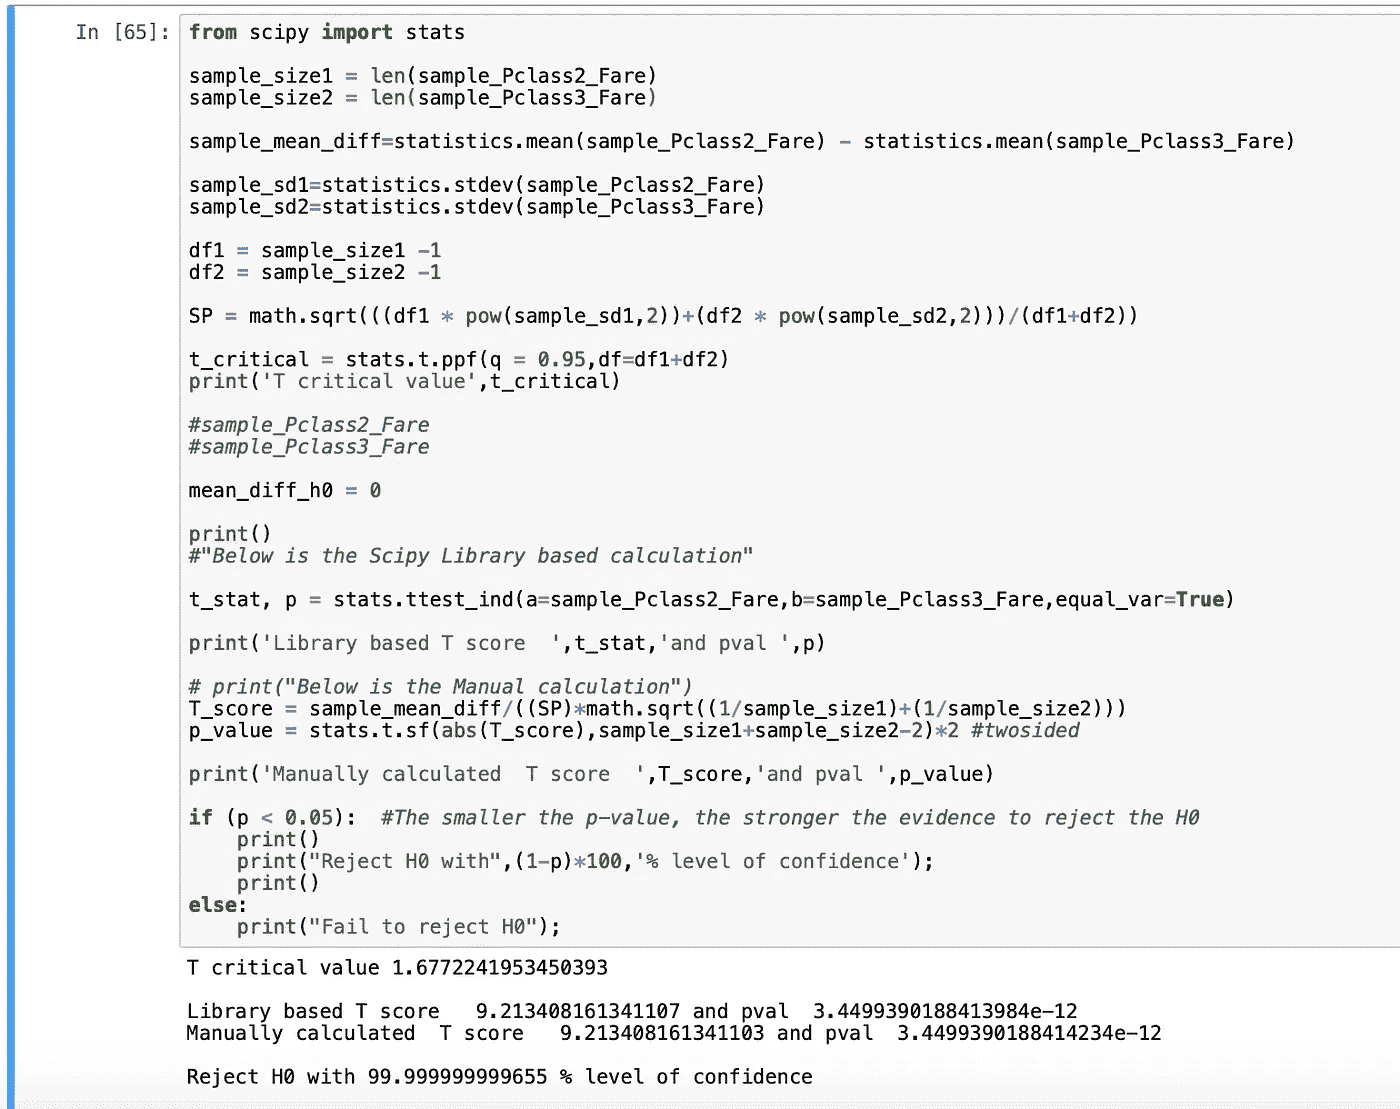 In [65]: from scipy import stats
sample_size1 = len(sample_Pclass2_Fare)
sample_size2 = len(sample_Pclass3_Fare)
sample_mean_diff=statistics.mean(sample_Pclass2_Fare) - statistics.mean(sample_Pclass3_Fare)
sample_sd1=statistics.stdev(sample_Pclass2_Fare)
sample_sd2=statistics.stdev(sample_Pclass3_Fare)
df1 = sample_size1 -1
df2 = sample_size2 -1
SP = math.sqrt(((df1 * pow(sample_sd1,2))+(df2 * pow(sample_sd2,2)))/(df1+df2))
t_critical = stats.t.ppf(q = 0.95,df=df1+df2)
print('T critical value',t_critical)
#sample_Pclass2_Fare
#sample_Pclass3_Fare
mean_diff_h0 = 0
print()
#"Below is the Scipy Library based calculation"
t_stat, p = stats.ttest_ind(a=sample_Pclass2_Fare,b=sample_Pclass3_Fare,equal_var=True)
print('Library based T score  ',t_stat,'and pval ',p)
# print("Below is the Manual calculation")
T_score = sample_mean_diff/((SP)*math.sqrt((1/sample_size1)+(1/sample_size2)))
p_value = stats.t.sf(abs(T_score),sample_size1+sample_size2-2)*2 #twosided
print('Manually calculated  T score  ',T_score,'and pval ',p_value)
if (p < 0.05):  #The smaller the p-value, the stronger the evidence to reject the H0
    print()
    print("Reject H0 with",(1-p)*100,'% level of confidence');
    print()
else:
    print("Fail to reject H0");
T critical value 1.6772241953450393
Library based T score   9.213408161341107 and pval  3.4499390188413984e-12
Manually calculated  T score   9.213408161341103 and pval  3.4499390188414234e-12
Reject H0 with 99.999999999655 % level of confidence